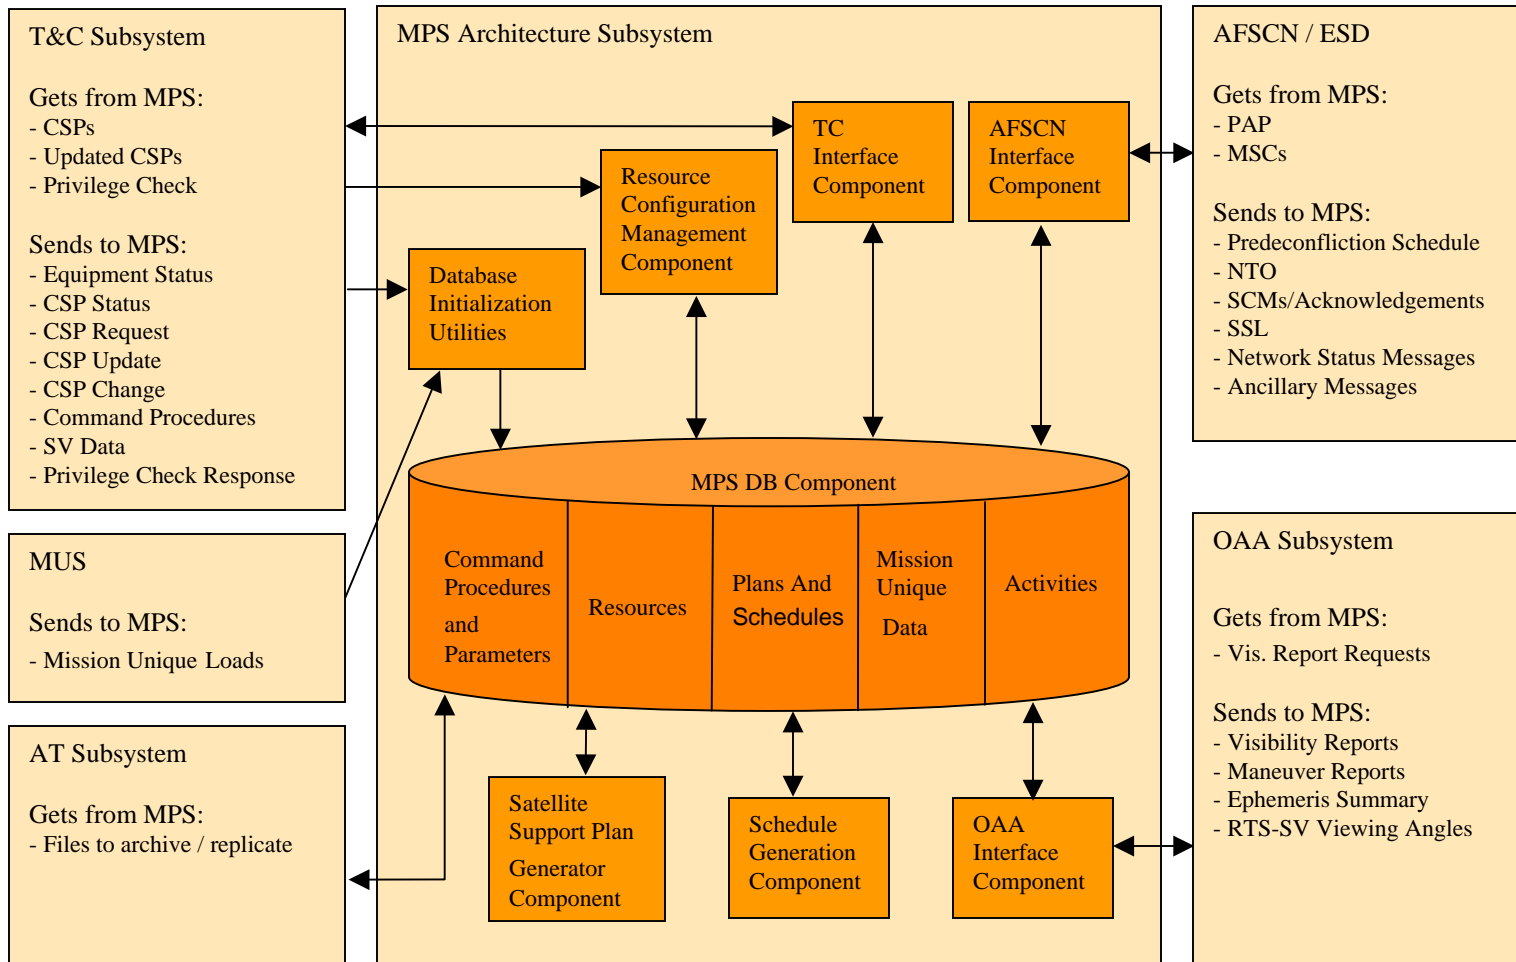 T&C Subsystem
Gets from MPS:
- CSPs
- Updated CSPs
- Privilege Check
Sends to MPS:
- Equipment Status
- CSP Status
- CSP Request
- CSP Update
- CSP Change
- Command Procedures
- SV Data
- Privilege Check Response
MUS
Sends to MPS:
- Mission Unique Loads
AT Subsystem
Gets from MPS:
- Files to archive / replicate
MPS Architecture Subsystem
TC
Interface
Component
AFSCN
Interface
Component
Resource
Configuration
Management
Component
Database
Initialization
Utilities
MPS DB Component
Command
Procedures
and
Parameters
Resources
Plans And
Schedules
Mission
Unique
Data
Activities
Satellite
Support Plan
Generator
Component
Schedule
Generation
Component
OAA
Interface
Component
AFSCN / ESD
Gets from MPS:
- PAP
- MSCs
Sends to MPS:
- Predeconfliction Schedule
- NTO
- SCMs/Acknowledgements
- SSL
- Network Status Messages
- Ancillary Messages
OAA Subsystem
Gets from MPS:
- Vis. Report Requests
Sends to MPS:
- Visibility Reports
- Maneuver Reports
- Ephemeris Summary
- RTS-SV Viewing Angles